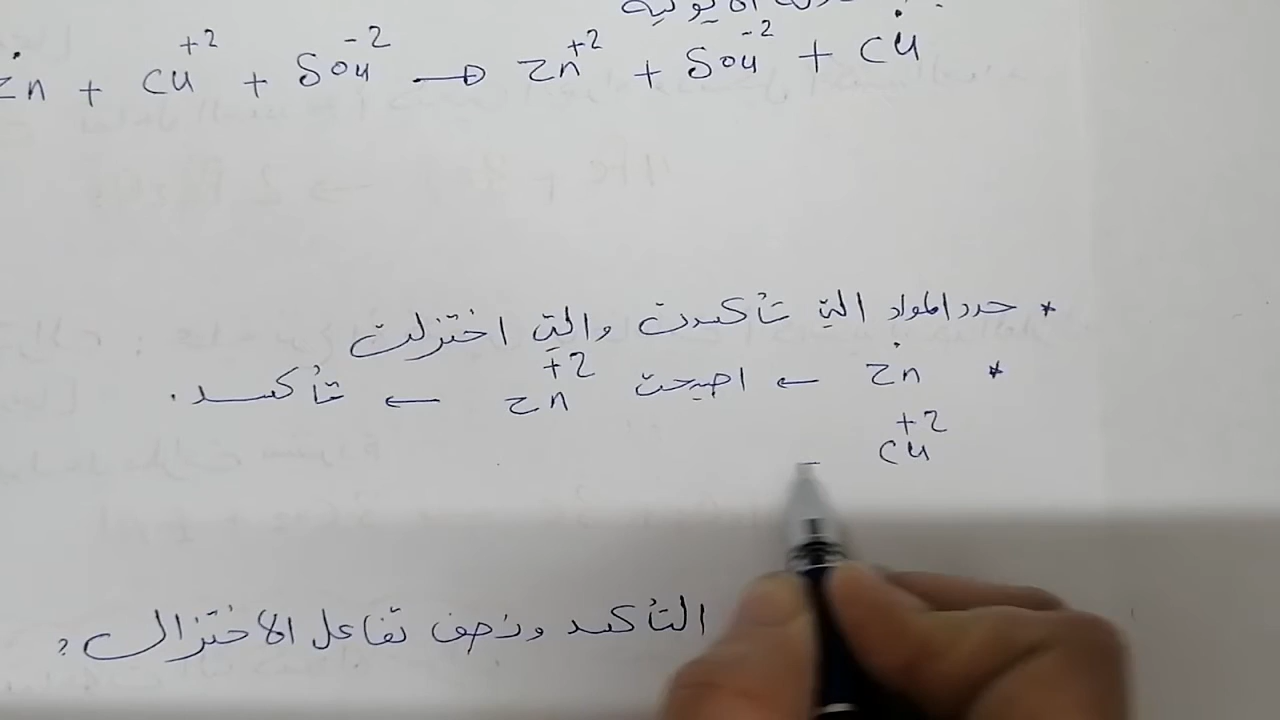 Zn + Cu+2 + SO4-2 → Zn+2 + SO4-2 + Cu
* حدد المواد التي تأكسدت والتي اختزلت
* Zn ← اصبحت Zn+2 ← تأكسد.
Cu+2 –
التأكسد ونصف تفاعل الاختزال؟